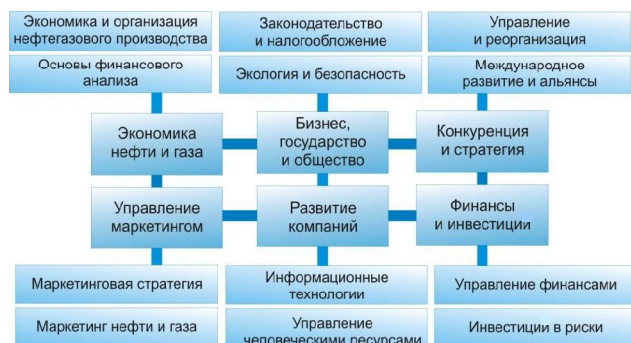 Экономика и организация
нефтегазового производства
Законодательство
и налогообложение
Управление
и реорганизация
Основы финансового
анализа
Экология и безопасность
Международное
развитие и альянсы
Экономика
нефти и газа
Бизнес,
государство
и общество
Конкуренция
и стратегия
Управление
маркетингом
Развитие
компаний
Финансы
и инвестиции
Маркетинговая стратегия
Информационные
технологии
Управление финансами
Маркетинг нефти и газа
Управление
человеческими ресурсами
Инвестиции в риски